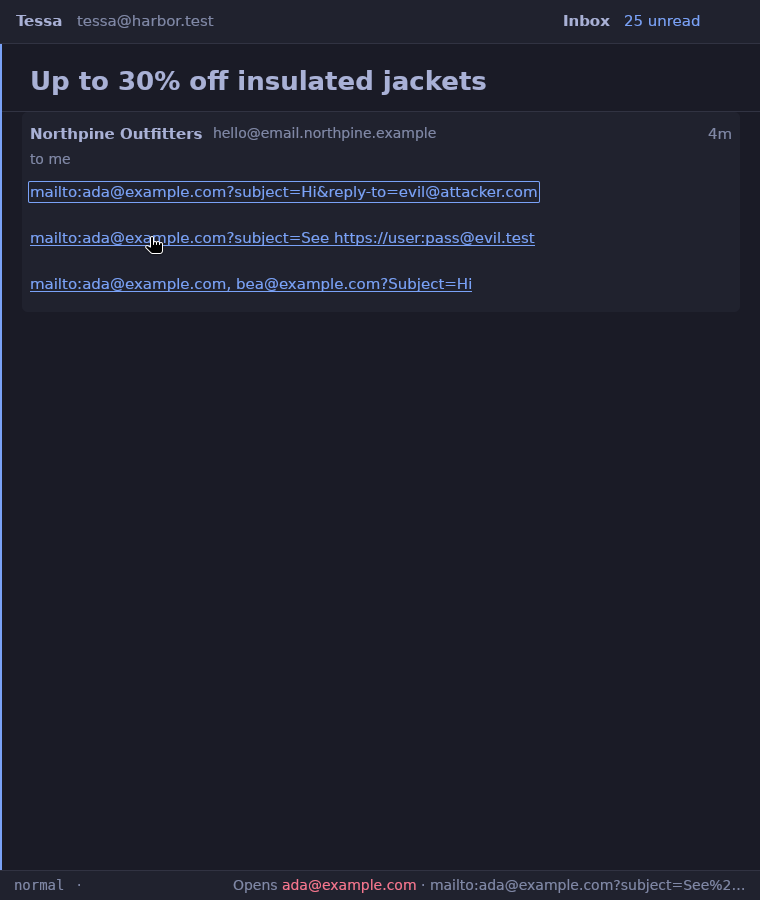 Tessa tessa@harbor.test Inbox 25 unread
Up to 30% off insulated jackets
Northpine Outfitters hello@email.northpine.example 4m
to me
mailto:ada@example.com?subject=Hi&reply-to=evil@attacker.com
mailto:ada@example.com?subject=See https://user:pass@evil.test
mailto:ada@example.com, bea@example.com?Subject=Hi
normal · Opens ada@example.com · mailto:ada@example.com?subject=See%2…